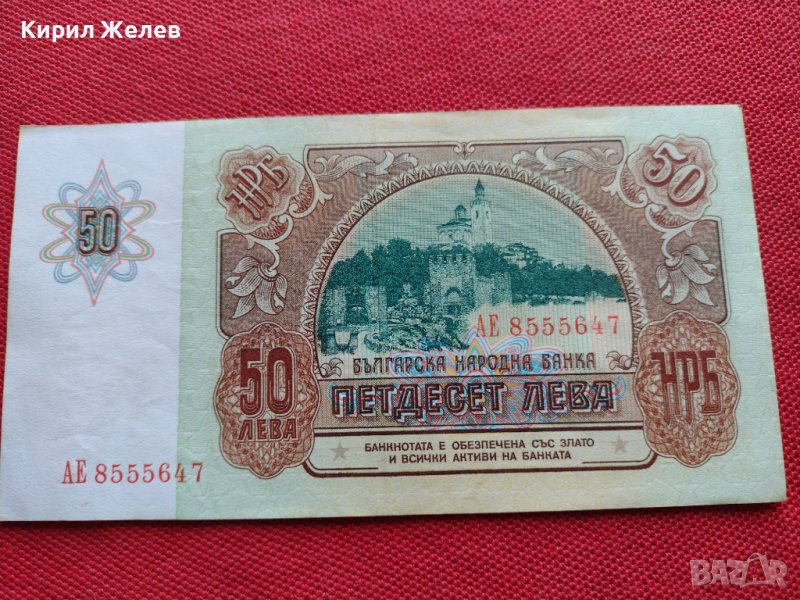 Кирил Желев
НРБ
50
50
АЕ 8555647
БЪЛГАРСКА НАРОДНА БАНКА
50
ЛЕВА
ПЕТДЕСЕТ ЛЕВА
НРБ
БАНКНОТАТА Е ОБЕЗПЕЧЕНА СЪС ЗЛАТО
И ВСИЧКИ АКТИВИ НА БАНКАТА
АЕ 8555647
BAZAR